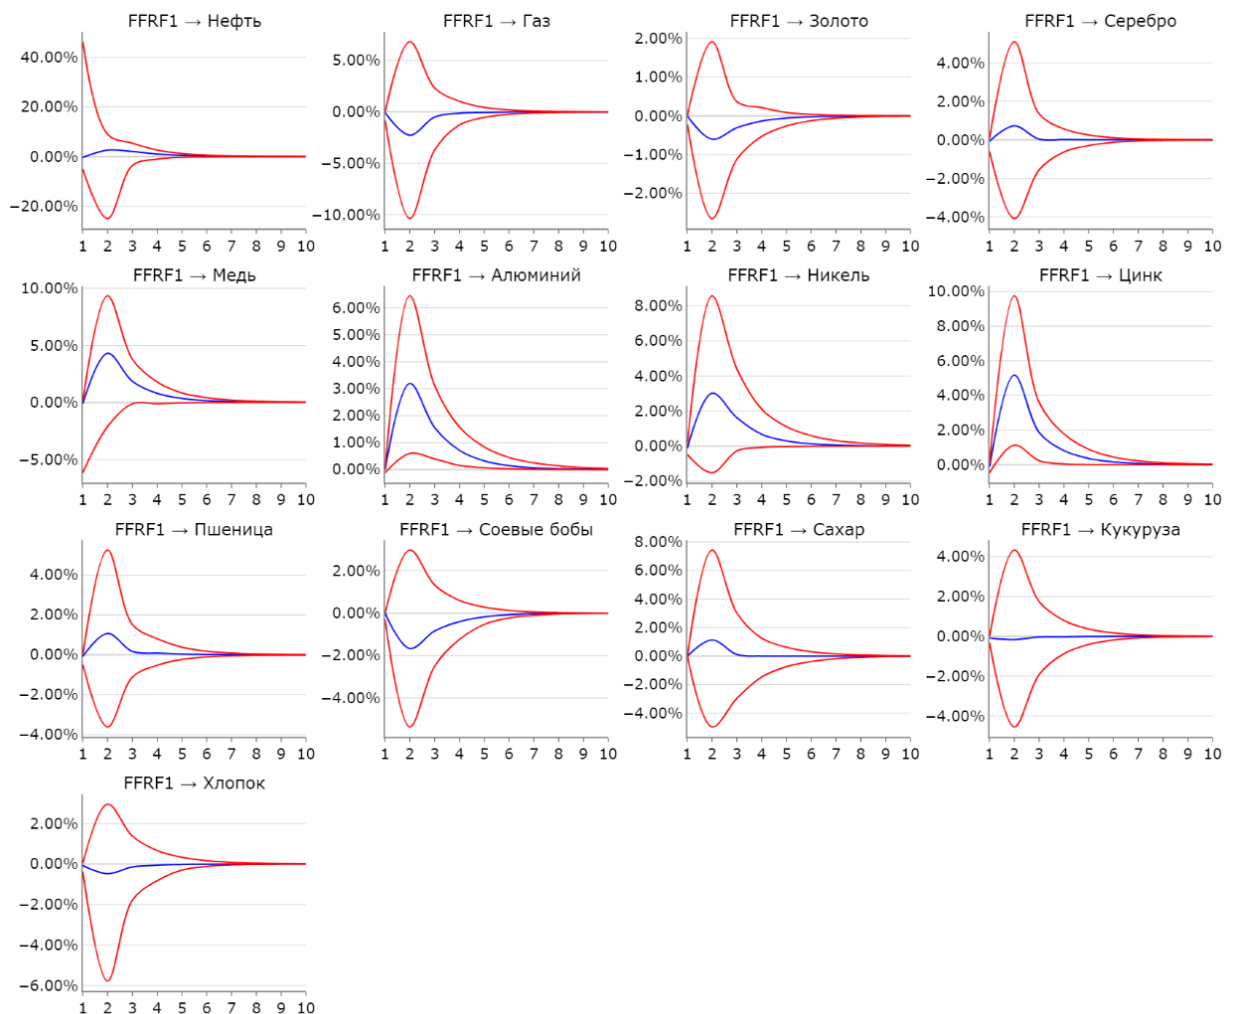 FFRF1 → Нефть
40.00%
20.00%
0.00%
−20.00%
1 2 3 4 5 6 7 8 9 10
FFRF1 → Газ
5.00%
0.00%
−5.00%
−10.00%
1 2 3 4 5 6 7 8 9 10
FFRF1 → Золото
2.00%
1.00%
0.00%
−1.00%
−2.00%
1 2 3 4 5 6 7 8 9 10
FFRF1 → Серебро
4.00%
2.00%
0.00%
−2.00%
−4.00%
1 2 3 4 5 6 7 8 9 10
FFRF1 → Медь
10.00%
5.00%
0.00%
−5.00%
1 2 3 4 5 6 7 8 9 10
FFRF1 → Алюминий
6.00%
5.00%
4.00%
3.00%
2.00%
1.00%
0.00%
1 2 3 4 5 6 7 8 9 10
FFRF1 → Никель
8.00%
6.00%
4.00%
2.00%
0.00%
−2.00%
1 2 3 4 5 6 7 8 9 10
FFRF1 → Цинк
10.00%
8.00%
6.00%
4.00%
2.00%
0.00%
1 2 3 4 5 6 7 8 9 10
FFRF1 → Пшеница
4.00%
2.00%
0.00%
−2.00%
−4.00%
1 2 3 4 5 6 7 8 9 10
FFRF1 → Соевые бобы
2.00%
0.00%
−2.00%
−4.00%
1 2 3 4 5 6 7 8 9 10
FFRF1 → Сахар
8.00%
6.00%
4.00%
2.00%
0.00%
−2.00%
−4.00%
1 2 3 4 5 6 7 8 9 10
FFRF1 → Кукуруза
4.00%
2.00%
0.00%
−2.00%
−4.00%
1 2 3 4 5 6 7 8 9 10
FFRF1 → Хлопок
2.00%
0.00%
−2.00%
−4.00%
−6.00%
1 2 3 4 5 6 7 8 9 10